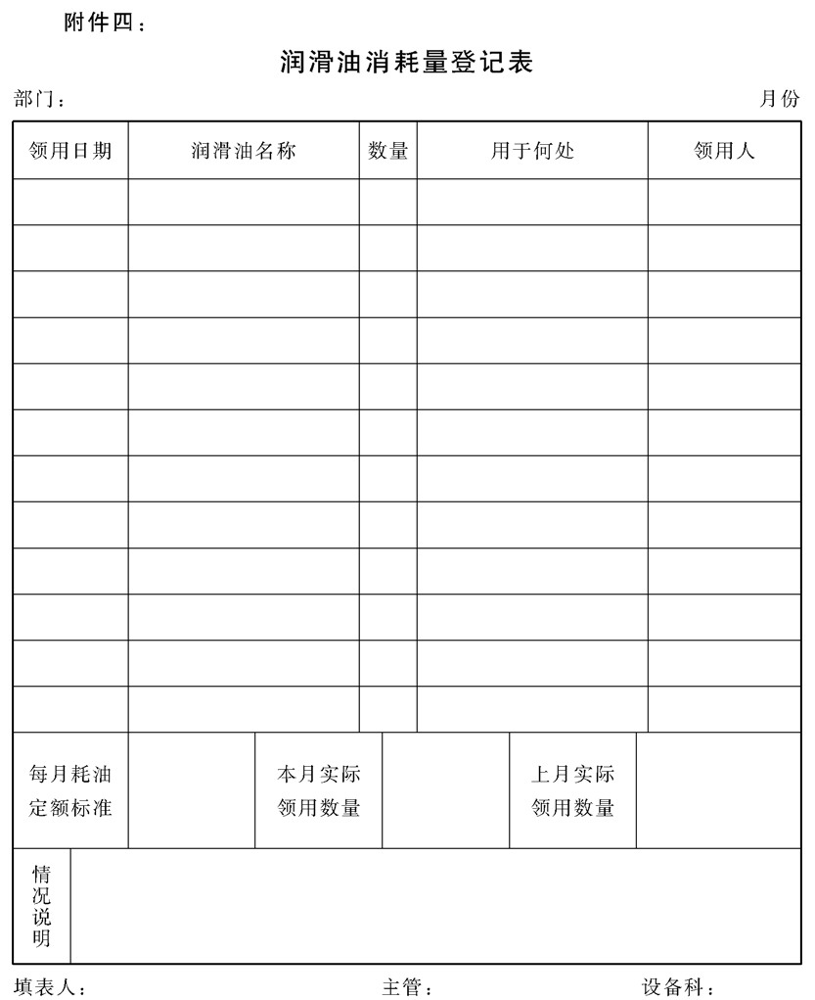 附件四：
润滑油消耗量登记表
部门： 月份
领用日期 润滑油名称 数量 用于何处 领用人
每月耗油 本月实际 上月实际
定额标准 领用数量 领用数量
情况说明
填表人： 主管： 设备科：